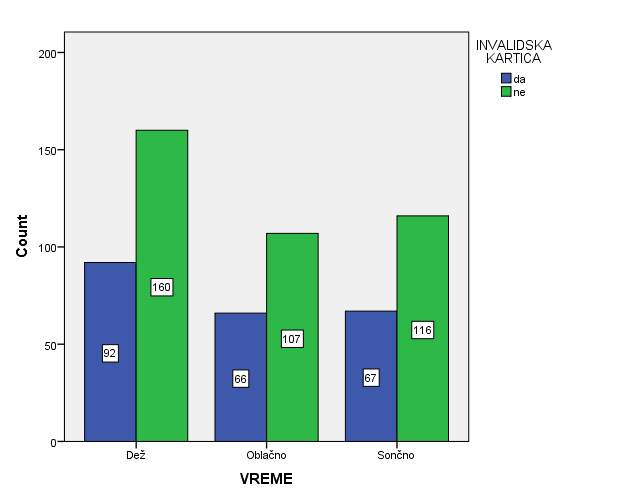 INVALIDSKA
KARTICA
da
ne
200
150
100
50
0
Count
92
160
66
107
67
116
Dež
Oblačno
Sončno
VREME